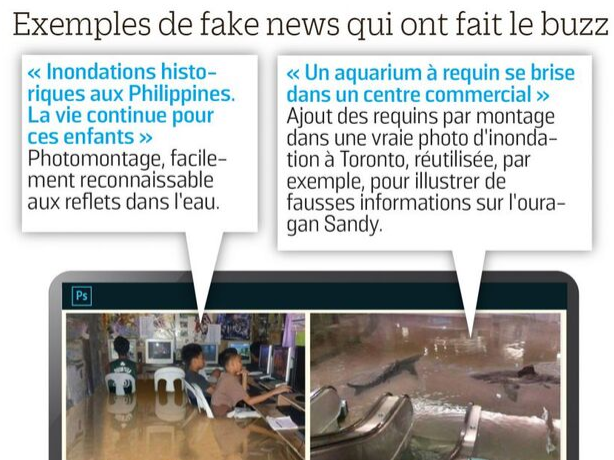 Exemples de fake news qui ont fait le buzz
« Inondations histo-
riques aux Philippines.
La vie continue pour
ces enfants »
Photomontage, facile-
ment reconnaissable
aux reflets dans l'eau.
« Un aquarium à requin se brise
dans un centre commercial »
Ajout des requins par montage
dans une vraie photo d'inonda-
tion à Toronto, réutilisée, par
exemple, pour illustrer de
fausses informations sur l'oura-
gan Sandy.
Ps